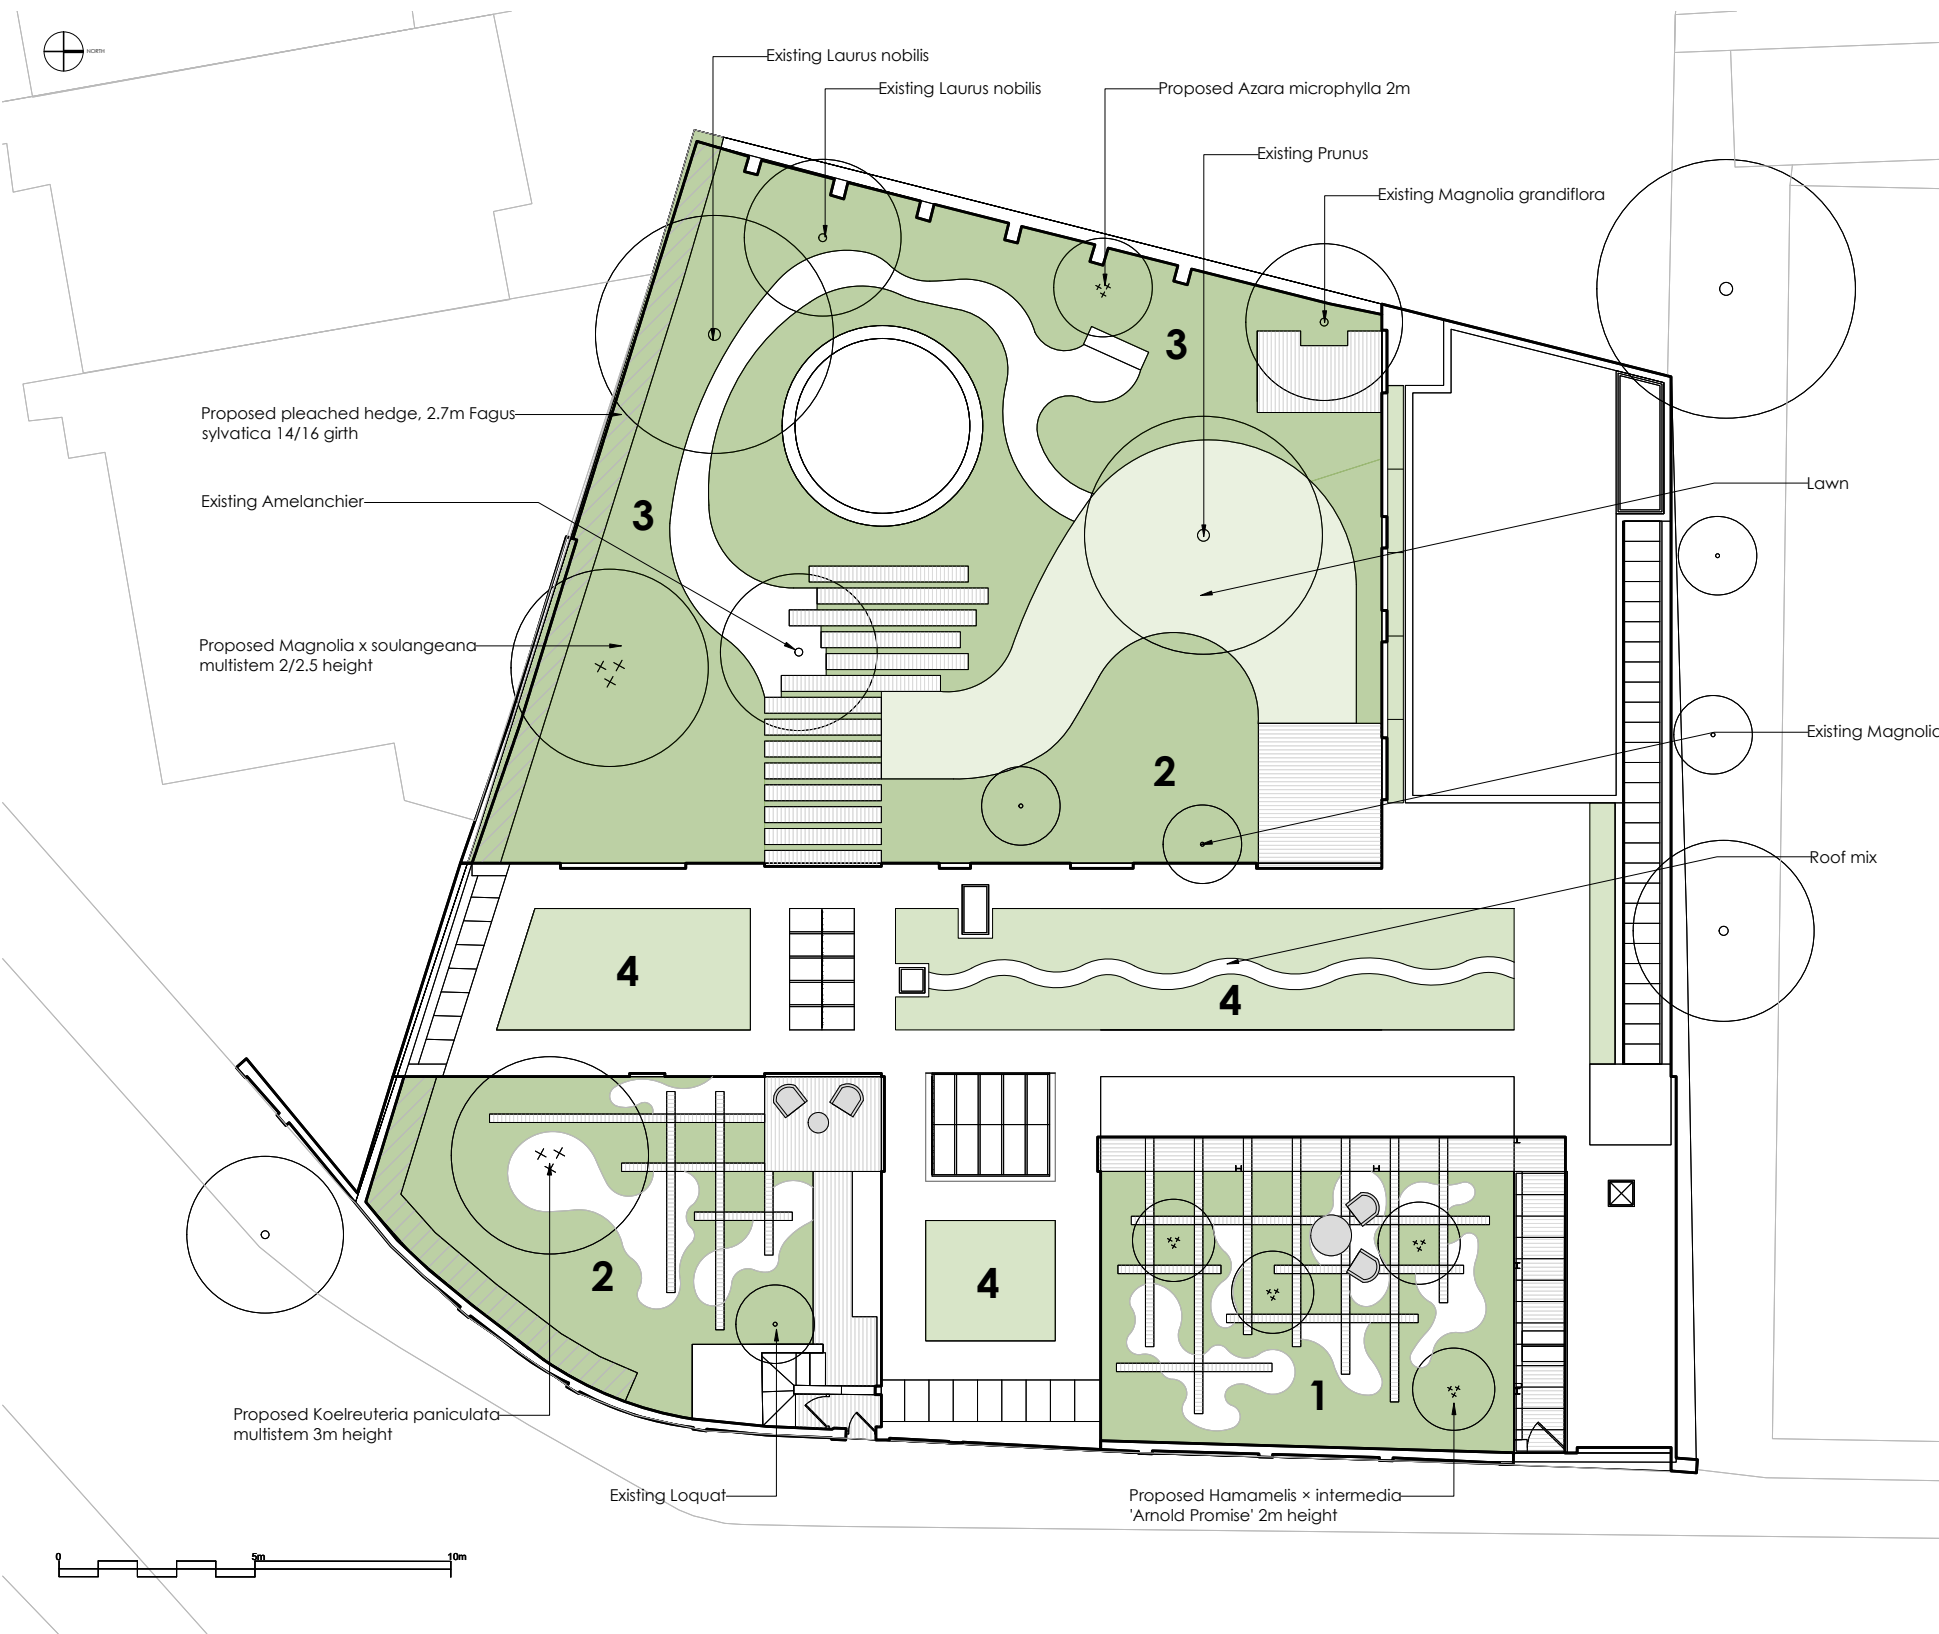 NORTH
Existing Laurus nobilis
Existing Laurus nobilis
Proposed Azara microphylla 2m
Existing Prunus
Existing Magnolia grandiflora
3
Proposed pleached hedge, 2.7m Fagus
sylvatica 14/16 girth
Existing Amelanchier
3
Lawn
Proposed Magnolia x soulangeana
multistem 2/2.5 height
Existing Magnolia
2
Roof mix
4
4
2
4
1
Proposed Koelreuteria paniculata
multistem 3m height
Existing Loquat
Proposed Hamamelis × intermedia
'Arnold Promise' 2m height
0
5m
10m